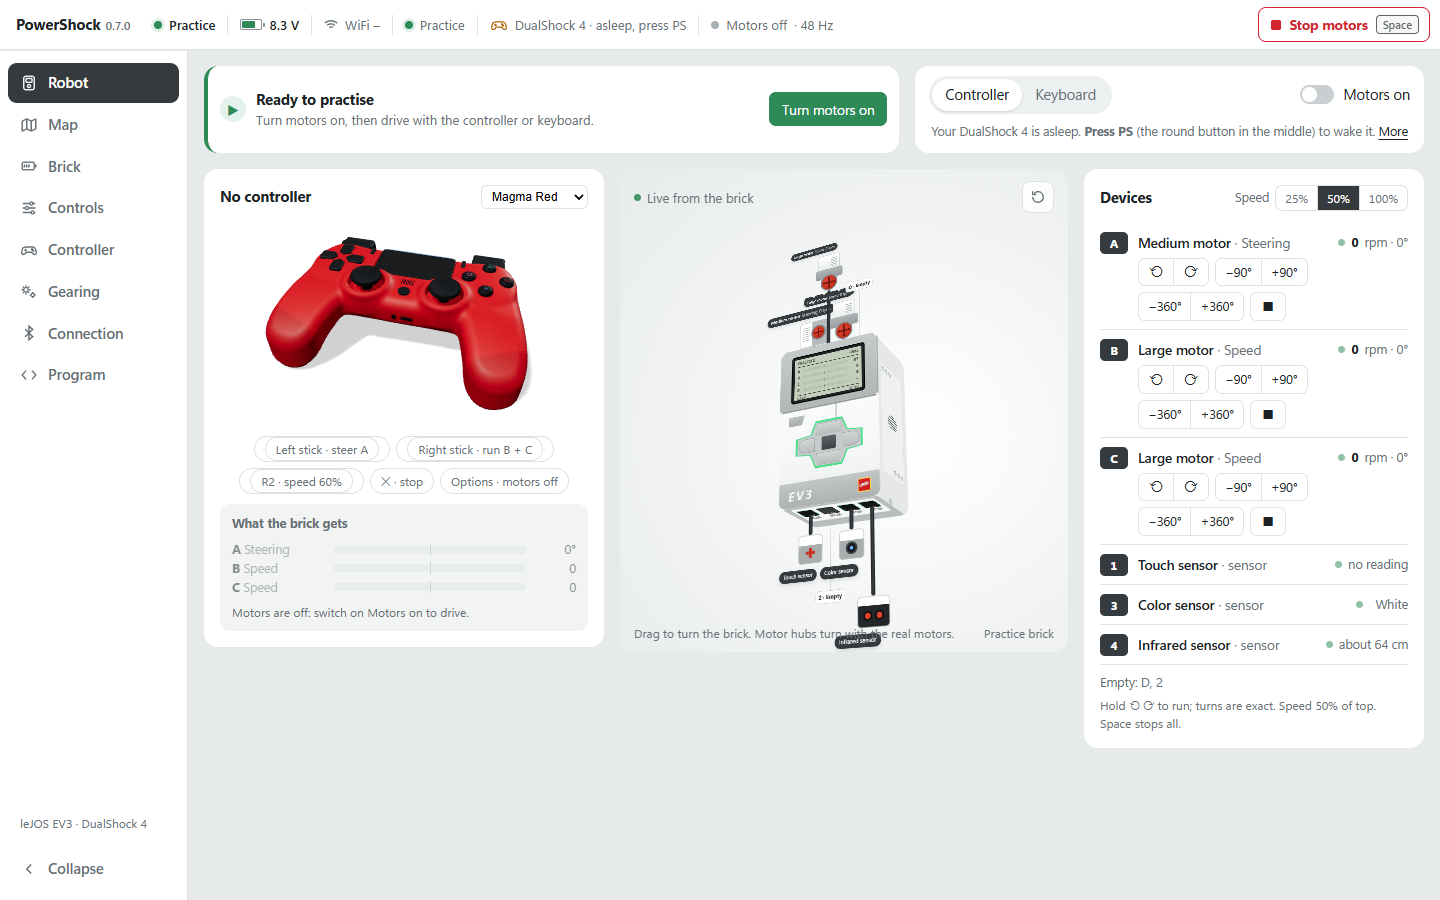 PowerShock 0.7.0
Practice
8.3 V
WiFi –
Practice
DualShock 4 · asleep, press PS
Motors off · 48 Hz
Stop motors Space
Robot
Map
Brick
Controls
Controller
Gearing
Connection
Program
leJOS EV3 · DualShock 4
Collapse
Ready to practise
Turn motors on, then drive with the controller or keyboard.
Turn motors on
Controller Keyboard
Motors on
Your DualShock 4 is asleep. Press PS (the round button in the middle) to wake it. More
No controller
Magma Red
Left stick · steer A
Right stick · run B + C
R2 · speed 60%
· stop
Options · motors off
What the brick gets
A Steering 0°
B Speed 0
C Speed 0
Motors are off: switch on Motors on to drive.
Live from the brick
EV3
Touch sensor
Color sensor
2 · Empty
Infrared sensor
Drag to turn the brick. Motor hubs turn with the real motors.
Practice brick
Devices
Speed 25% 50% 100%
A Medium motor · Steering 0 rpm · 0°
−90° +90°
−360° +360°
B Large motor · Speed 0 rpm · 0°
−90° +90°
−360° +360°
C Large motor · Speed 0 rpm · 0°
−90° +90°
−360° +360°
1 Touch sensor · sensor no reading
3 Color sensor · sensor White
4 Infrared sensor · sensor about 64 cm
Empty: D, 2
Hold to run; turns are exact. Speed 50% of top.
Space stops all.